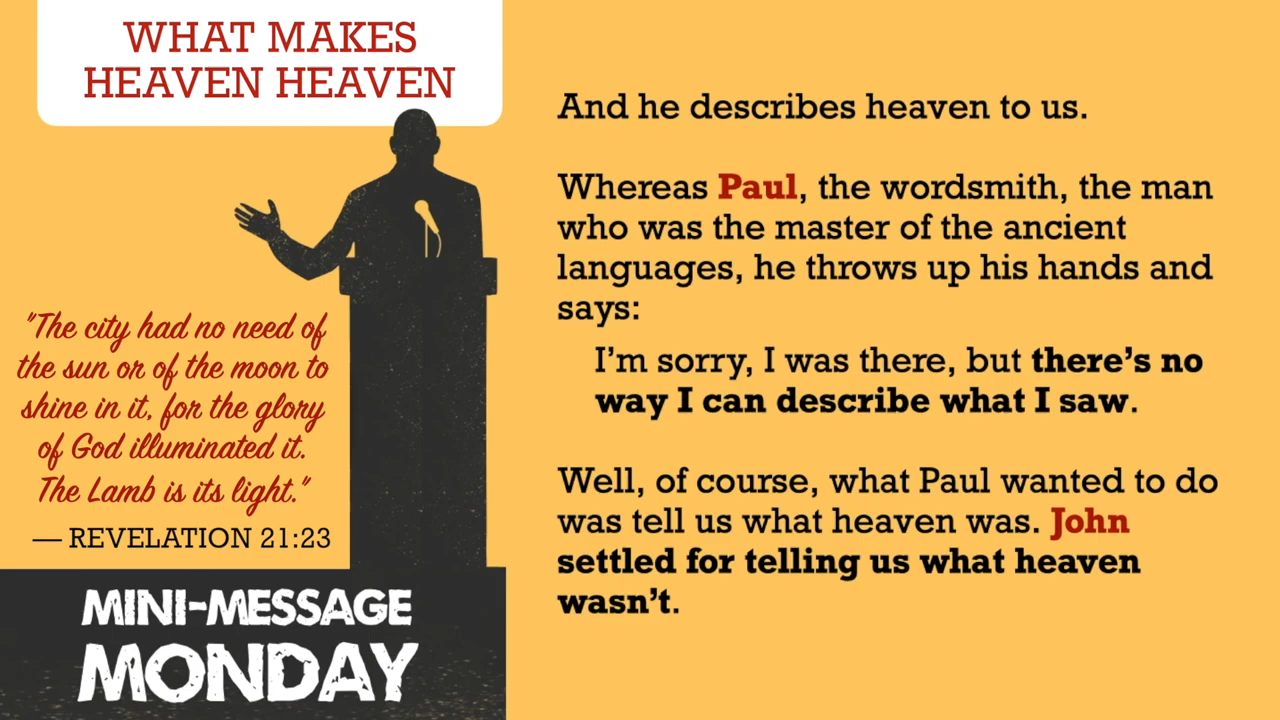 WHAT MAKES
HEAVEN HEAVEN
"The city had no need of
the sun or of the moon to
shine in it, for the glory
of God illuminated it.
The Lamb is its light."
— REVELATION 21:23
MINI-MESSAGE
MONDAY
And he describes heaven to us.
Whereas Paul, the wordsmith, the man
who was the master of the ancient
languages, he throws up his hands and
says:
I'm sorry, I was there, but there's no
way I can describe what I saw.
Well, of course, what Paul wanted to do
was tell us what heaven was. John
settled for telling us what heaven
wasn't.